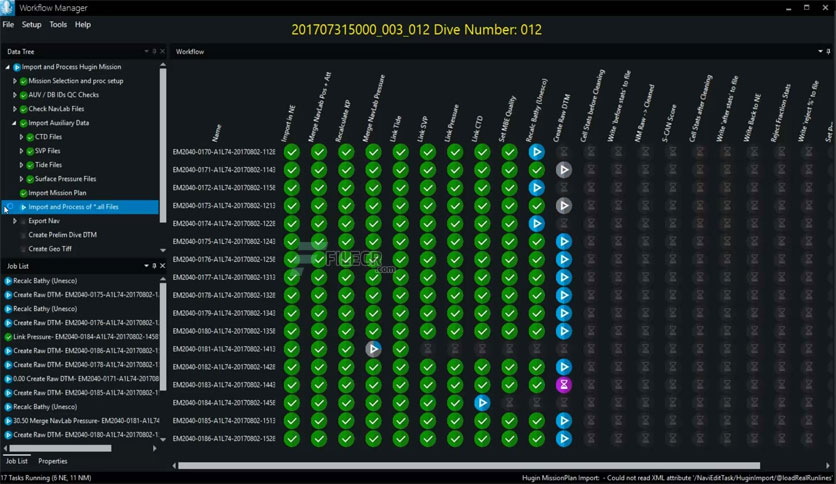 Workflow Manager
File Setup Tools Help
201707315000_003_012 Dive Number: 012
Data Tree
Import and Process Hugin Mission
Mission Selection and proc setup
AUV / DB IDs QC Checks
Check NavLab Files
Import Auxiliary Data
CTD Files
SVP Files
Tide Files
Surface Pressure Files
Import Mission Plan
Import and Process of *.all Files
Export Nav
Create Prelim Dive DTM
Create Geo Tiff
Job List
Recalc Bathy (Unesco)
Create Raw DTM- EM2040-0175-A1L74-20170802-12
Recalc Bathy (Unesco)
Create Raw DTM- EM2040-0176-A1L74-20170802-12
Link Pressure- EM2040-0184-A1L74-20170802-1458
Create Raw DTM- EM2040-0186-A1L74-20170802-1
Create Raw DTM- EM2040-0178-A1L74-20170802-1
0.00 Create Raw DTM- EM2040-0171-A1L74-20170
Create Raw DTM- EM2040-0185-A1L74-20170802-1
Recalc Bathy (Unesco)
30.50 Merge NavLab Pressure- EM2040-0181-A1L74
Create Raw DTM- EM2040-0180-A1L74-20170802-1
Job List Properties
Workflow
Name
Import in NE
Merge NavLab Pos + Att
Recalculate KP
Merge NavLab Pressure
Link Tide
Link SVP
Link Pressure
Link CTD
Set MBE Quality
Recalc Bathy (Unesco)
Create Raw DTM
Cell Stats before Cleaning
Write 'before stats' to file
NM Raw -> Cleaned
S-CAN Score
Cell Stats after Cleaning
Write 'after stats' to file
Write Back to NE
Reject Fraction Stats
Write 'reject %' to file
EM2040-0170-A1L74-20170802-1128
EM2040-0171-A1L74-20170802-1143
EM2040-0172-A1L74-20170802-1158
EM2040-0173-A1L74-20170802-1213
EM2040-0174-A1L74-20170802-1228
EM2040-0175-A1L74-20170802-1243
EM2040-0176-A1L74-20170802-1258
EM2040-0177-A1L74-20170802-1313
EM2040-0178-A1L74-20170802-1328
EM2040-0179-A1L74-20170802-1343
EM2040-0180-A1L74-20170802-1358
EM2040-0181-A1L74-20170802-1413
EM2040-0182-A1L74-20170802-1428
EM2040-0183-A1L74-20170802-1443
EM2040-0184-A1L74-20170802-1458
EM2040-0185-A1L74-20170802-1513
EM2040-0186-A1L74-20170802-1528
FILECR
.com
17 Tasks Running (6 NE, 11 NM)
Hugin MissionPlan Import: - Could not read XML attribute '/NaviEditTask/HuginImport/@loadRealRunlines'